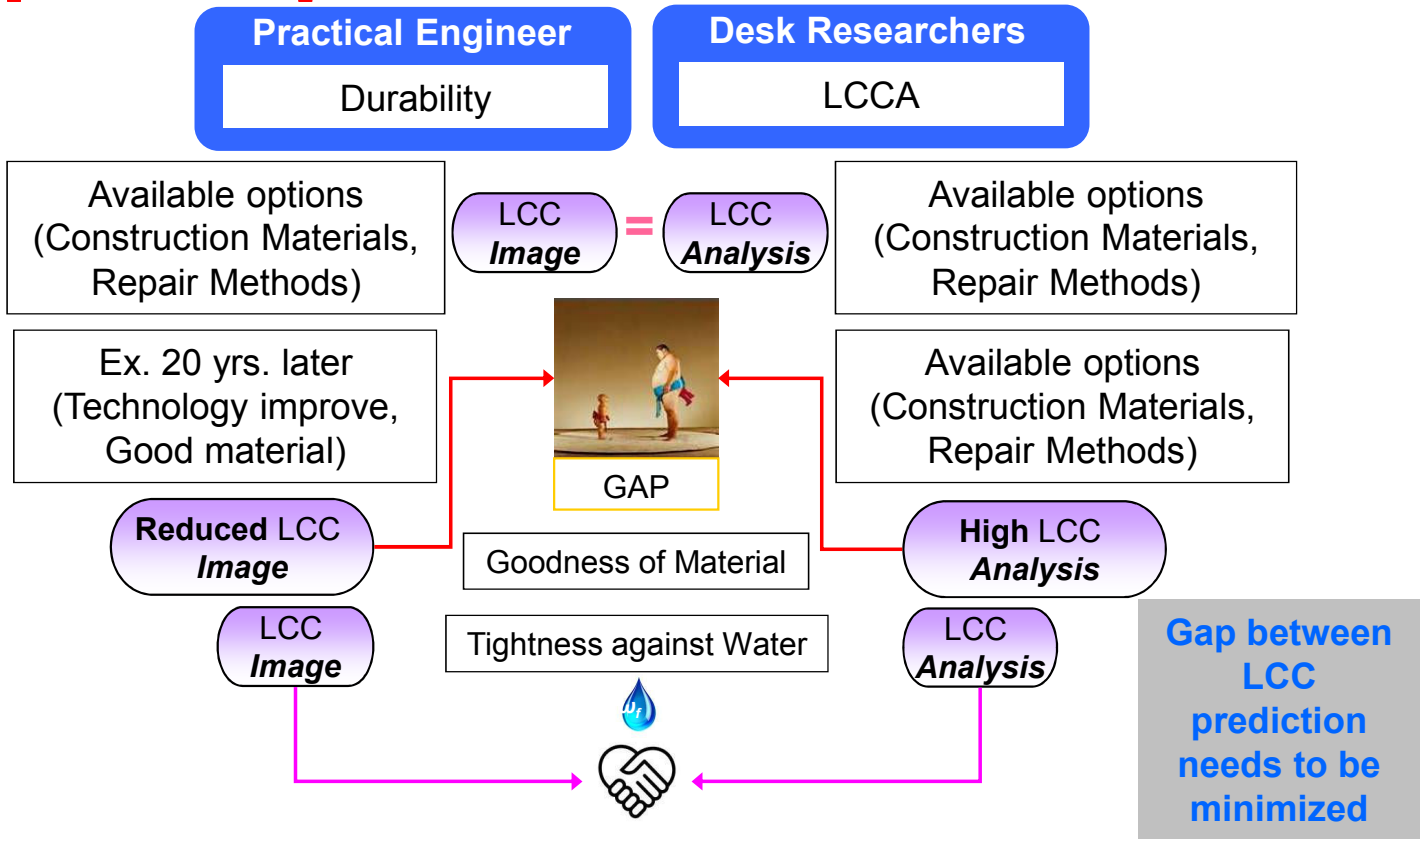 Practical Engineer
Durability
Desk Researchers
LCCA
Available options
(Construction Materials,
Repair Methods)
LCC
Image
=
LCC
Analysis
Available options
(Construction Materials,
Repair Methods)
Ex. 20 yrs. later
(Technology improve,
Good material)
GAP
Available options
(Construction Materials,
Repair Methods)
Reduced LCC
Image
Goodness of Material
High LCC
Analysis
LCC
Image
Tightness against Water
ω_f
LCC
Analysis
Gap between
LCC
prediction
needs to be
minimized